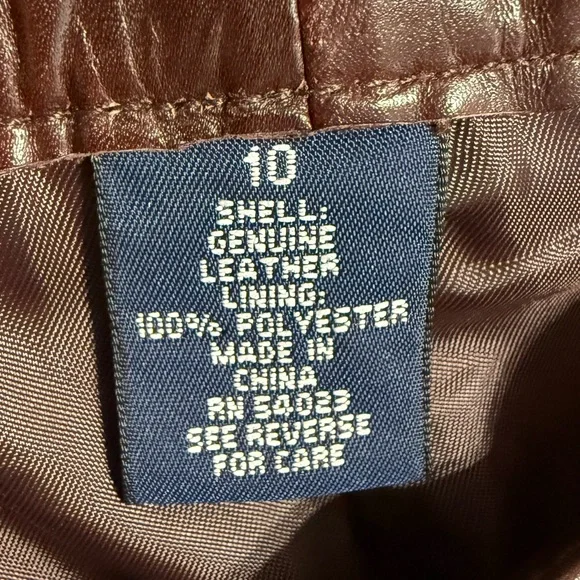 10
SHELL:
GENUINE
LEATHER
LINING:
100% POLYESTER
MADE IN
CHINA
RN 54023
SEE REVERSE
FOR CARE